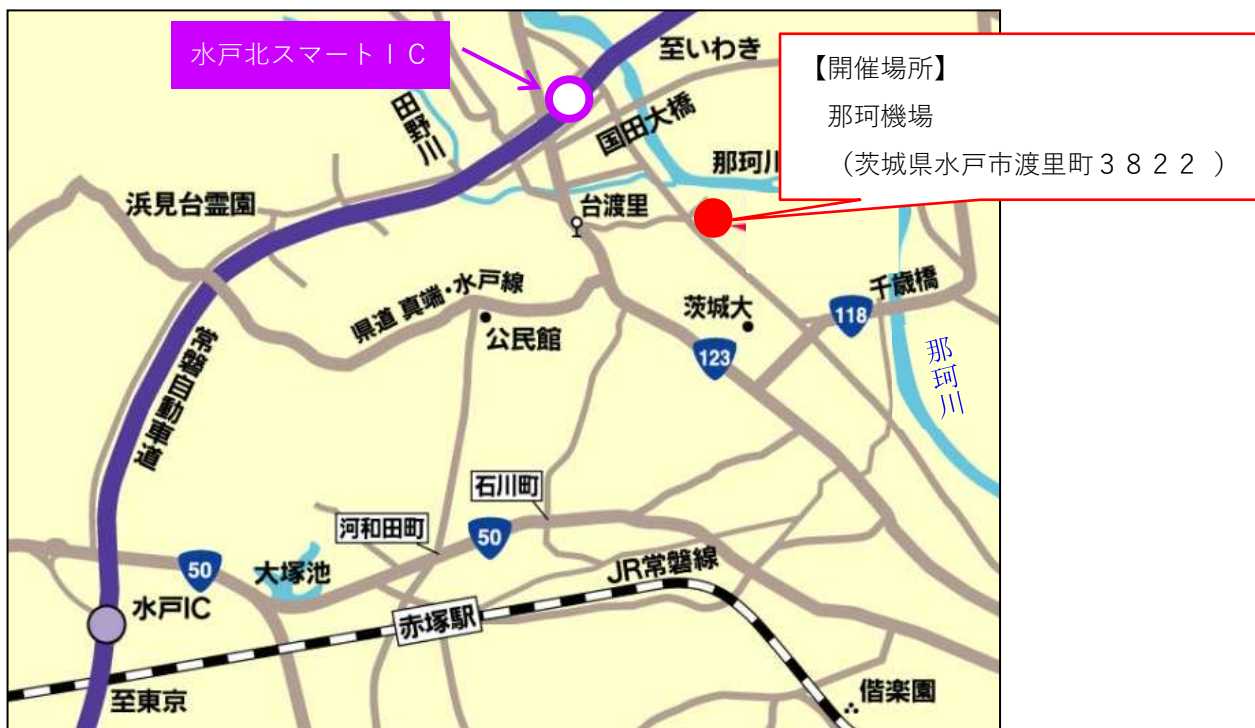 水戸北スマートＩＣ
至いわき
【開催場所】
那珂機場
（茨城県水戸市渡里町３８２２ ）
田野川
国田大橋
那珂川
浜見台霊園
台渡里
千歳橋
県道 真端・水戸線
茨城大
118
公民館
123
那珂川
常磐自動車道
石川町
河和田町
50
50
大塚池
JR常磐線
水戸IC
赤塚駅
至東京
偕楽園